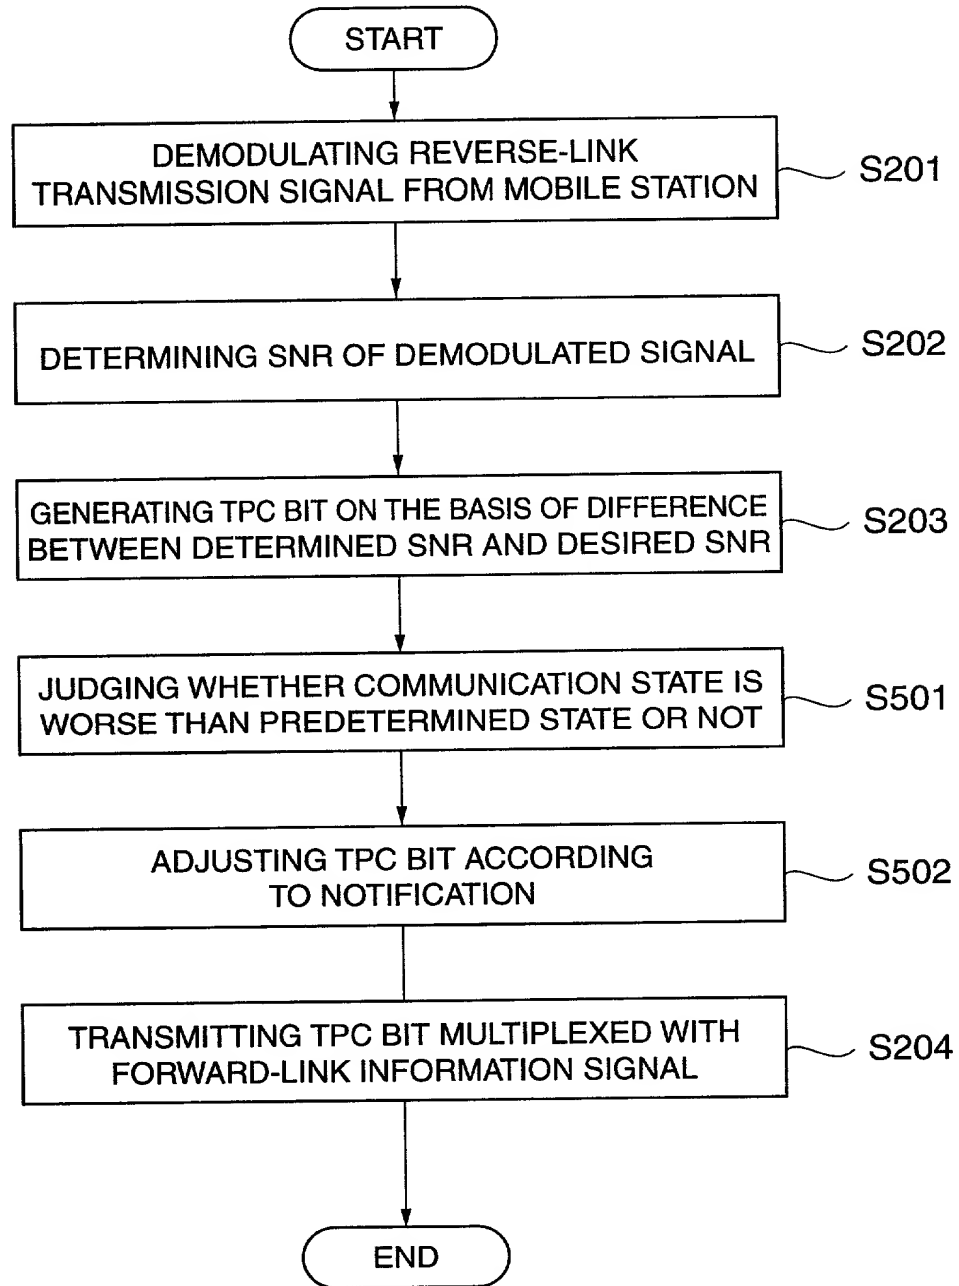 START
DEMODULATING REVERSE-LINK
TRANSMISSION SIGNAL FROM MOBILE STATION
S201
DETERMINING SNR OF DEMODULATED SIGNAL
S202
GENERATING TPC BIT ON THE BASIS OF DIFFERENCE
BETWEEN DETERMINED SNR AND DESIRED SNR
S203
JUDGING WHETHER COMMUNICATION STATE IS
WORSE THAN PREDETERMINED STATE OR NOT
S501
ADJUSTING TPC BIT ACCORDING
TO NOTIFICATION
S502
TRANSMITTING TPC BIT MULTIPLEXED WITH
FORWARD-LINK INFORMATION SIGNAL
S204
END